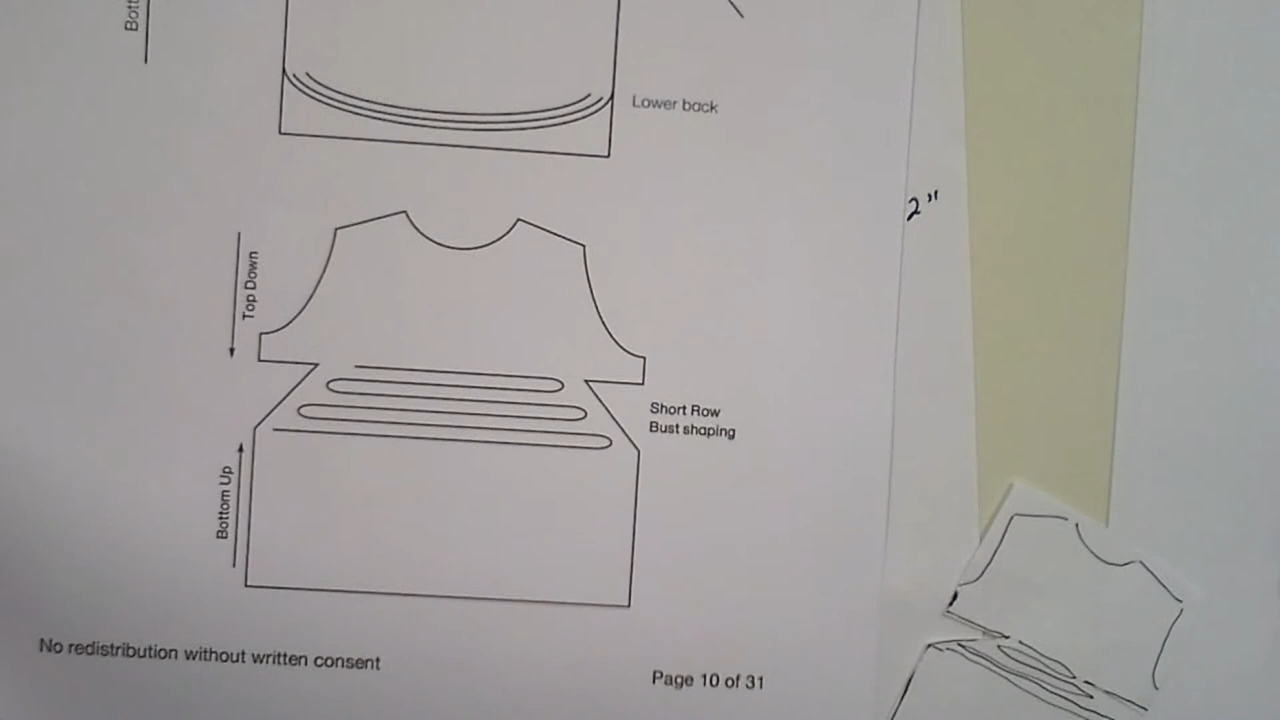 Bott
Lower back
2"
Top Down
Short Row
Bust shaping
Bottom Up
No redistribution without written consent
Page 10 of 31